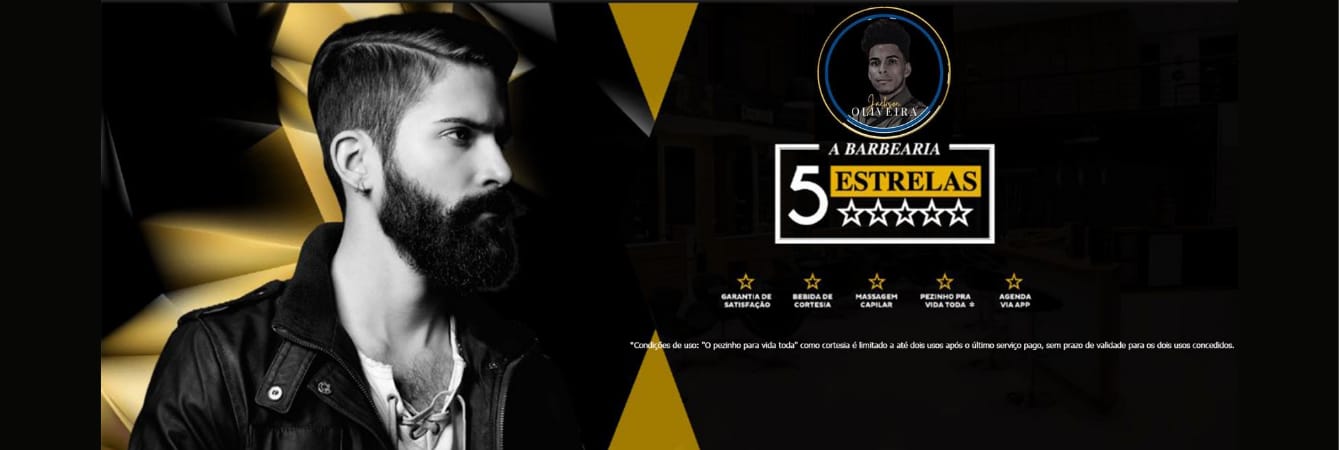 Jackson
OLIVEIRA
A BARBEARIA
5 ESTRELAS
GARANTIA DE
SATISFAÇÃO
BEBIDA DE
CORTESIA
MASSAGEM
CAPILAR
PEZINHO PRA
VIDA TODA *
AGENDA
VIA APP
*Condições de uso: "O pezinho para vida toda" como cortesia é limitado a até dois usos após o último serviço pago, sem prazo de validade para os dois usos concedidos.